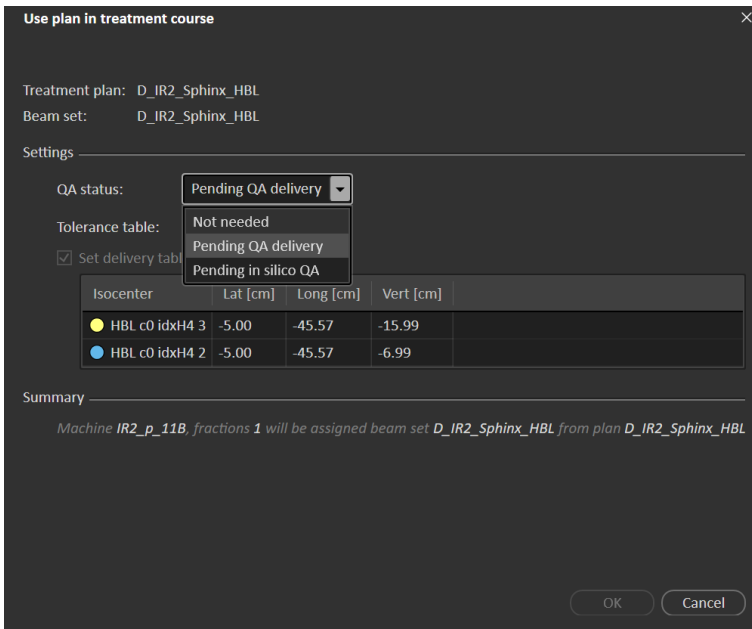 Use plan in treatment course
Treatment plan: D_IR2_Sphinx_HBL
Beam set: D_IR2_Sphinx_HBL
Settings
QA status: Pending QA delivery
Not needed
Tolerance table:
Pending QA delivery
Set delivery tabl
Pending in silico QA
Isocenter Lat [cm] Long [cm] Vert [cm]
HBL c0 idxH4 3 -5.00 -45.57 -15.99
HBL c0 idxH4 2 -5.00 -45.57 -6.99
Summary
Machine IR2_p_11B, fractions 1 will be assigned beam set D_IR2_Sphinx_HBL from plan D_IR2_Sphinx_HBL
OK Cancel